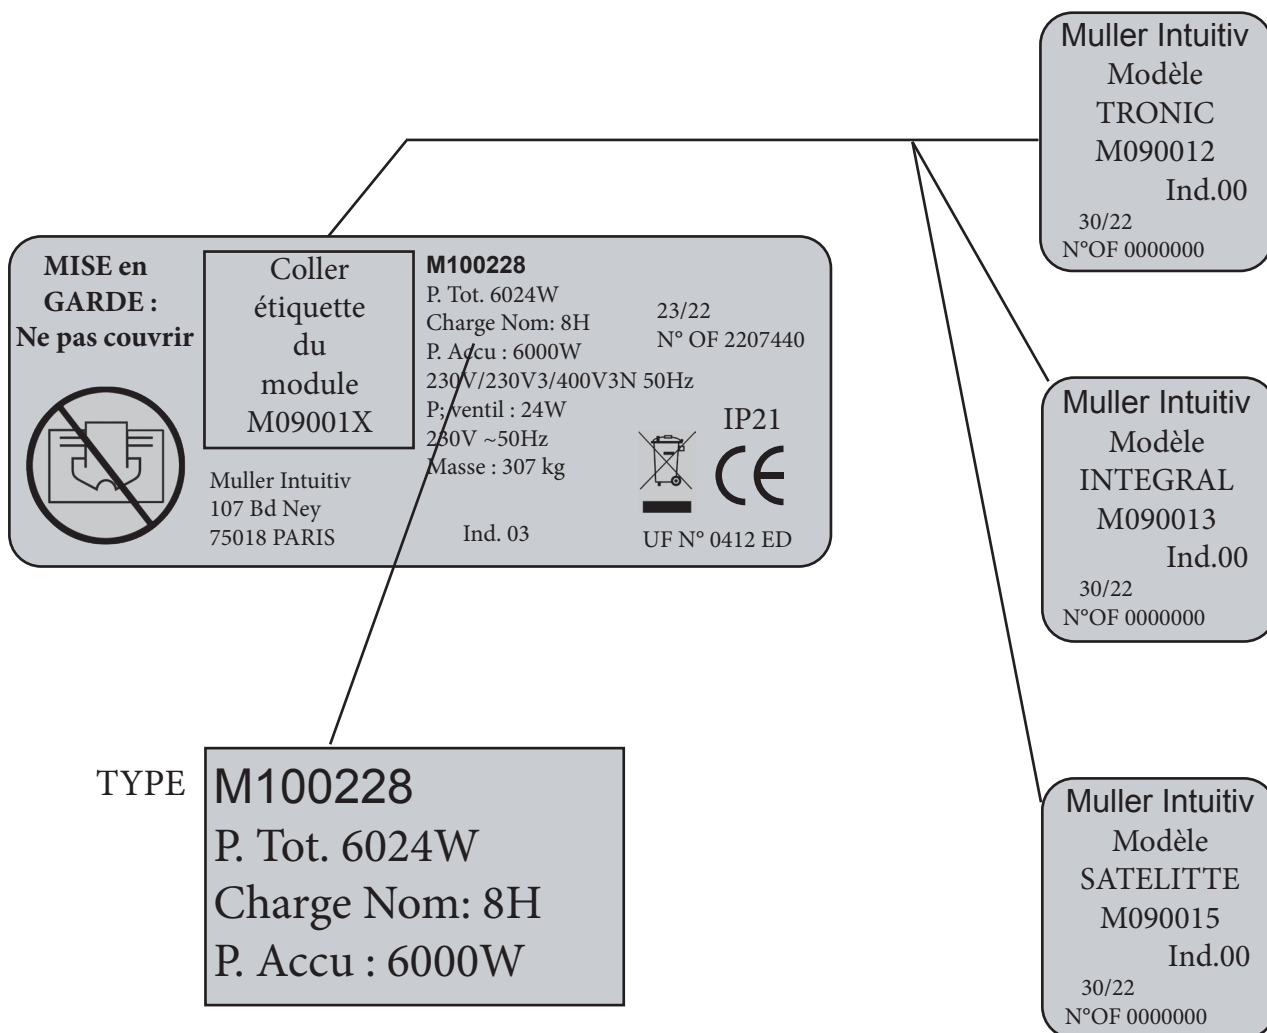 Muller Intuitiv
Modèle
TRONIC
M090012
Ind.00
30/22
N°OF 0000000
MISE en
GARDE :
Ne pas couvrir
Coller
étiquette
du
module
M09001X
Muller Intuitiv
107 Bd Ney
75018 PARIS
M100228
P. Tot. 6024W
Charge Nom: 8H
P. Accu : 6000W
230V/230V3/400V3N 50Hz
P; ventil : 24W
230V ~50Hz
Masse : 307 kg
Ind. 03
23/22
N° OF 2207440
IP21
CE
UF N° 0412 ED
Muller Intuitiv
Modèle
INTEGRAL
M090013
Ind.00
30/22
N°OF 0000000
TYPE
M100228
P. Tot. 6024W
Charge Nom: 8H
P. Accu : 6000W
Muller Intuitiv
Modèle
SATELITTE
M090015
Ind.00
30/22
N°OF 0000000